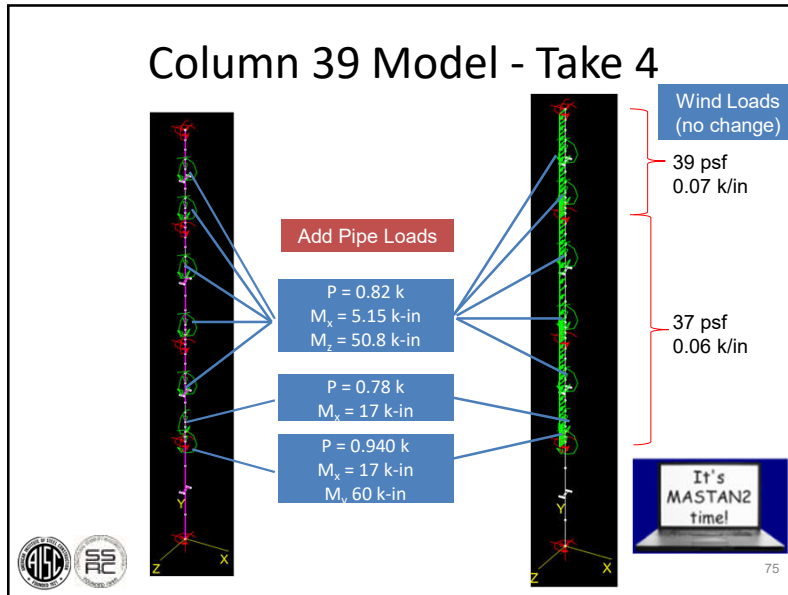 Column 39 Model - Take 4
Wind Loads
(no change)
39 psf
0.07 k/in
Add Pipe Loads
P = 0.82 k
Mx = 5.15 k-in
Mz = 50.8 k-in
37 psf
0.06 k/in
P = 0.78 k
Mx = 17 k-in
P = 0.940 k
Mx = 17 k-in
My 60 k-in
It's
MASTAN2
time!
Y
X
Z
Y
X
Z
AISC
SSRC
75